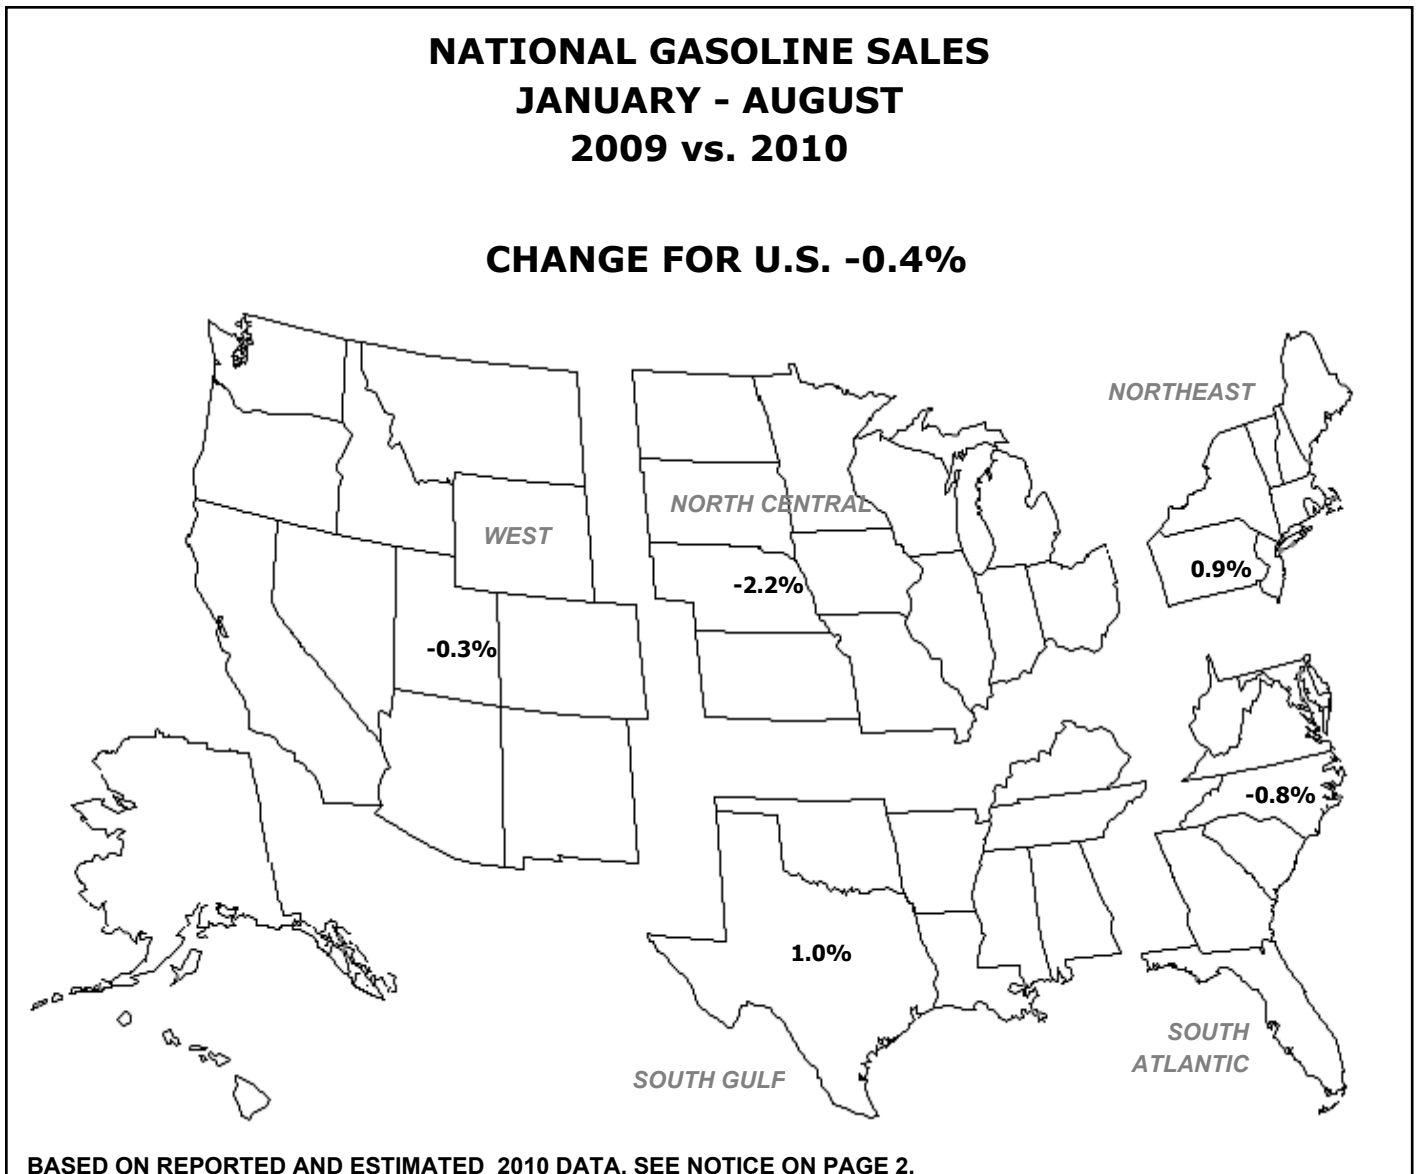 NATIONAL GASOLINE SALES
JANUARY - AUGUST
2009 vs. 2010
CHANGE FOR U.S. -0.4%
NORTHEAST
NORTH CENTRAL
WEST
0.9%
-2.2%
-0.3%
-0.8%
1.0%
SOUTH
ATLANTIC
SOUTH GULF
BASED ON REPORTED AND ESTIMATED 2010 DATA. SEE NOTICE ON PAGE 2.